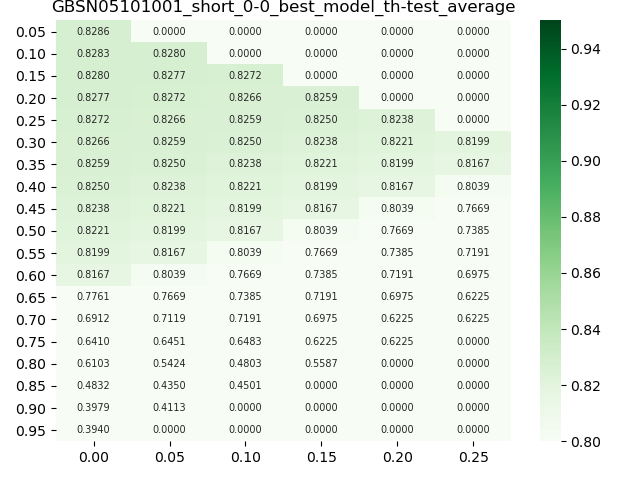 GBSN05101001_short_0-0_best_model_th-test_average
0.05 0.8286 0.0000 0.0000 0.0000 0.0000 0.0000
0.10 0.8283 0.8280 0.0000 0.0000 0.0000 0.0000
0.15 0.8280 0.8277 0.8272 0.0000 0.0000 0.0000
0.20 0.8277 0.8272 0.8266 0.8259 0.0000 0.0000
0.25 0.8272 0.8266 0.8259 0.8250 0.8238 0.0000
0.30 0.8266 0.8259 0.8250 0.8238 0.8221 0.8199
0.35 0.8259 0.8250 0.8238 0.8221 0.8199 0.8167
0.40 0.8250 0.8238 0.8221 0.8199 0.8167 0.8039
0.45 0.8238 0.8221 0.8199 0.8167 0.8039 0.7669
0.50 0.8221 0.8199 0.8167 0.8039 0.7669 0.7385
0.55 0.8199 0.8167 0.8039 0.7669 0.7385 0.7191
0.60 0.8167 0.8039 0.7669 0.7385 0.7191 0.6975
0.65 0.7761 0.7669 0.7385 0.7191 0.6975 0.6225
0.70 0.6912 0.7119 0.7191 0.6975 0.6225 0.6225
0.75 0.6410 0.6451 0.6483 0.6225 0.6225 0.0000
0.80 0.6103 0.5424 0.4803 0.5587 0.0000 0.0000
0.85 0.4832 0.4350 0.4501 0.0000 0.0000 0.0000
0.90 0.3979 0.4113 0.0000 0.0000 0.0000 0.0000
0.95 0.3940 0.0000 0.0000 0.0000 0.0000 0.0000
0.00 0.05 0.10 0.15 0.20 0.25
0.94
0.92
0.90
0.88
0.86
0.84
0.82
0.80